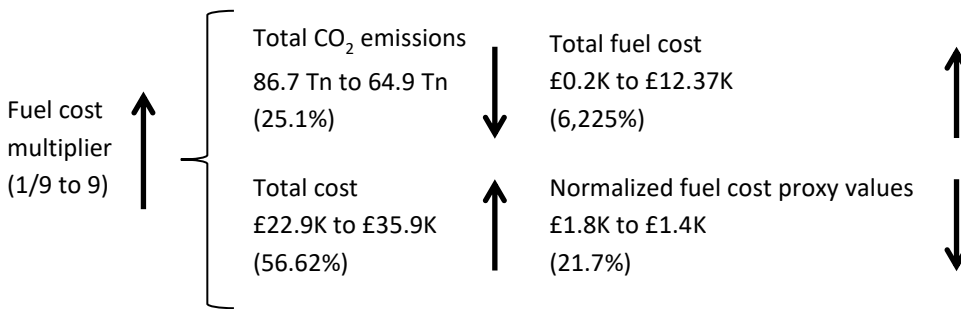 Fuel cost
multiplier
(1/9 to 9)
Total CO₂ emissions
86.7 Tn to 64.9 Tn
(25.1%)
Total fuel cost
£0.2K to £12.37K
(6,225%)
Total cost
£22.9K to £35.9K
(56.62%)
Normalized fuel cost proxy values
£1.8K to £1.4K
(21.7%)